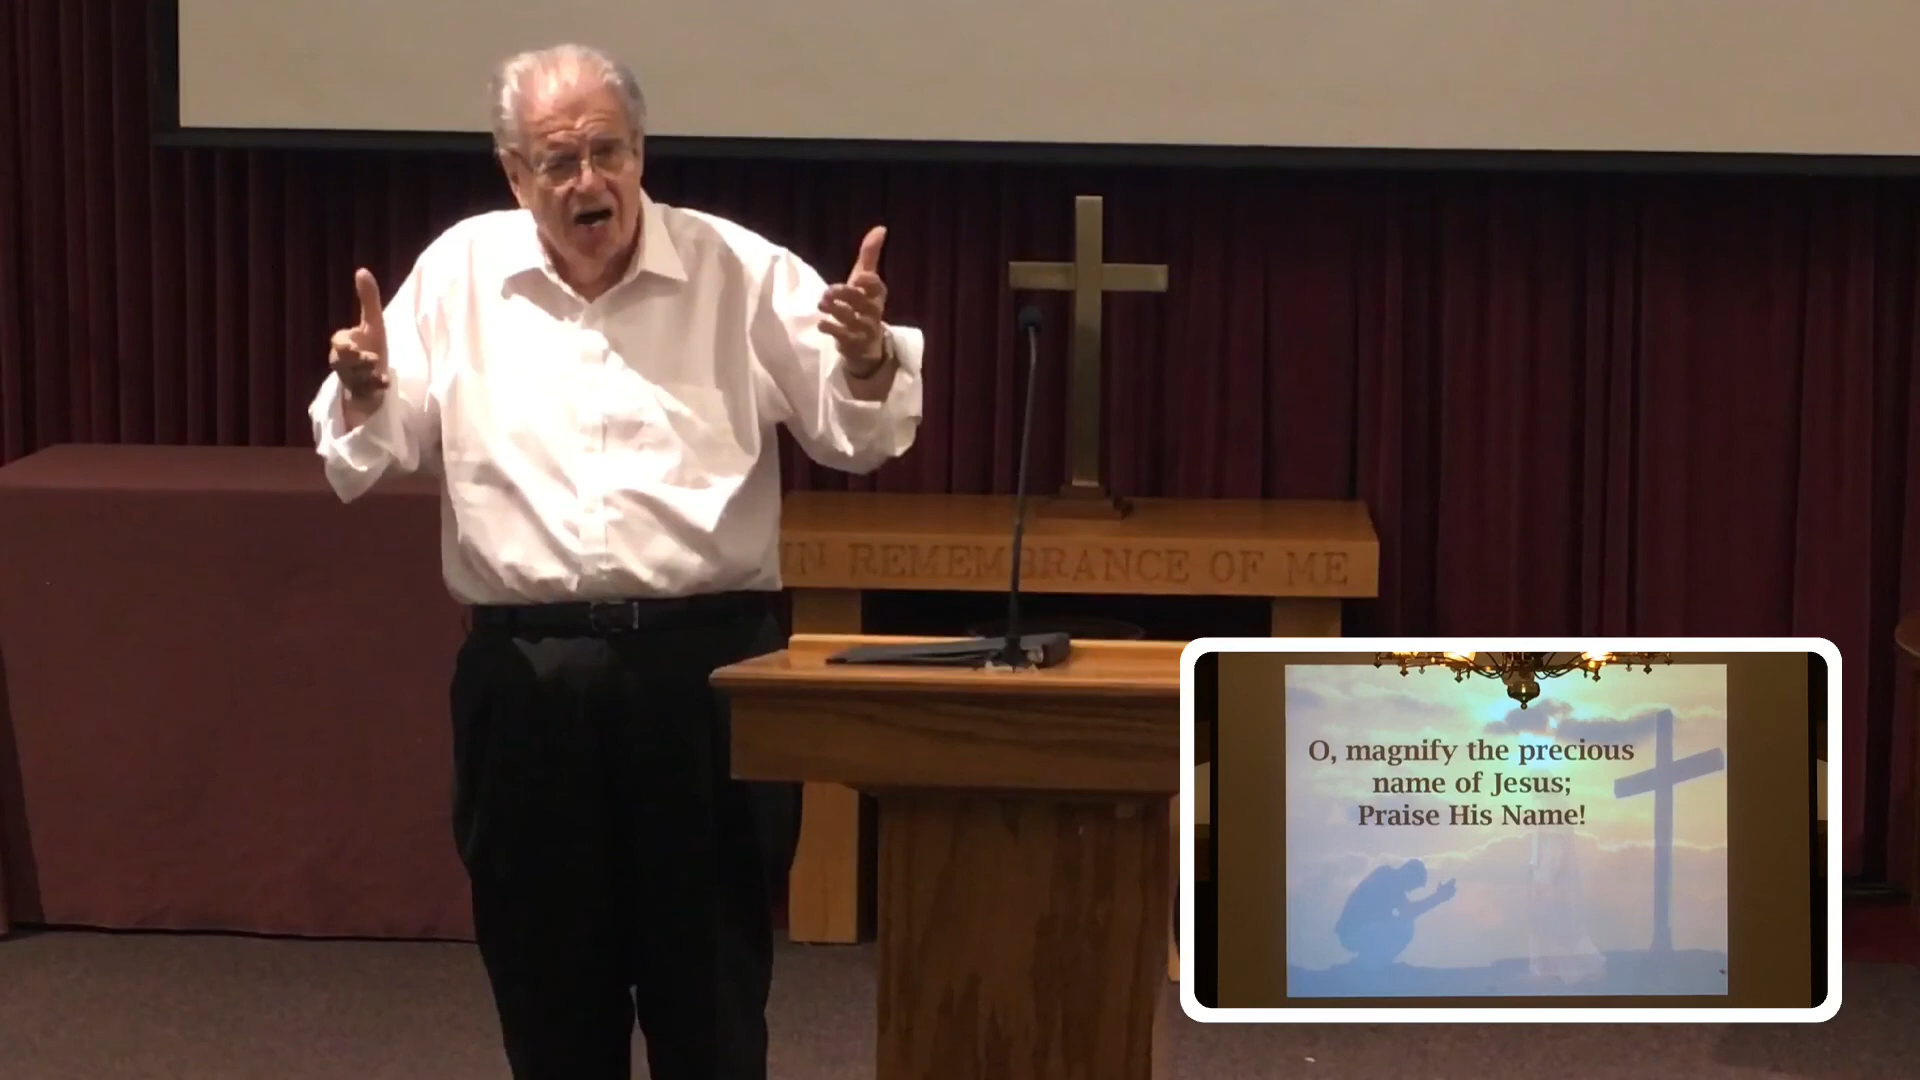 IN REMEMBRANCE OF ME
O, magnify the precious
name of Jesus;
Praise His Name!